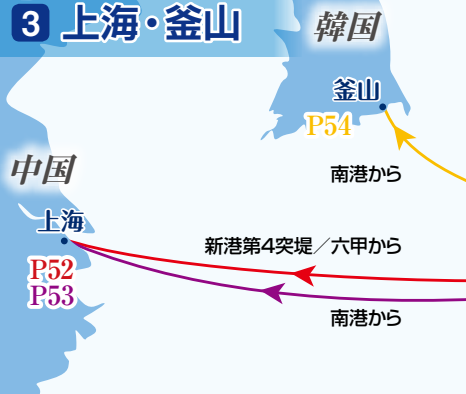 3 上海・釜山
韓国
釜山
P54
南港から
中国
上海
新港第4突堤／六甲から
P52
P53
南港から